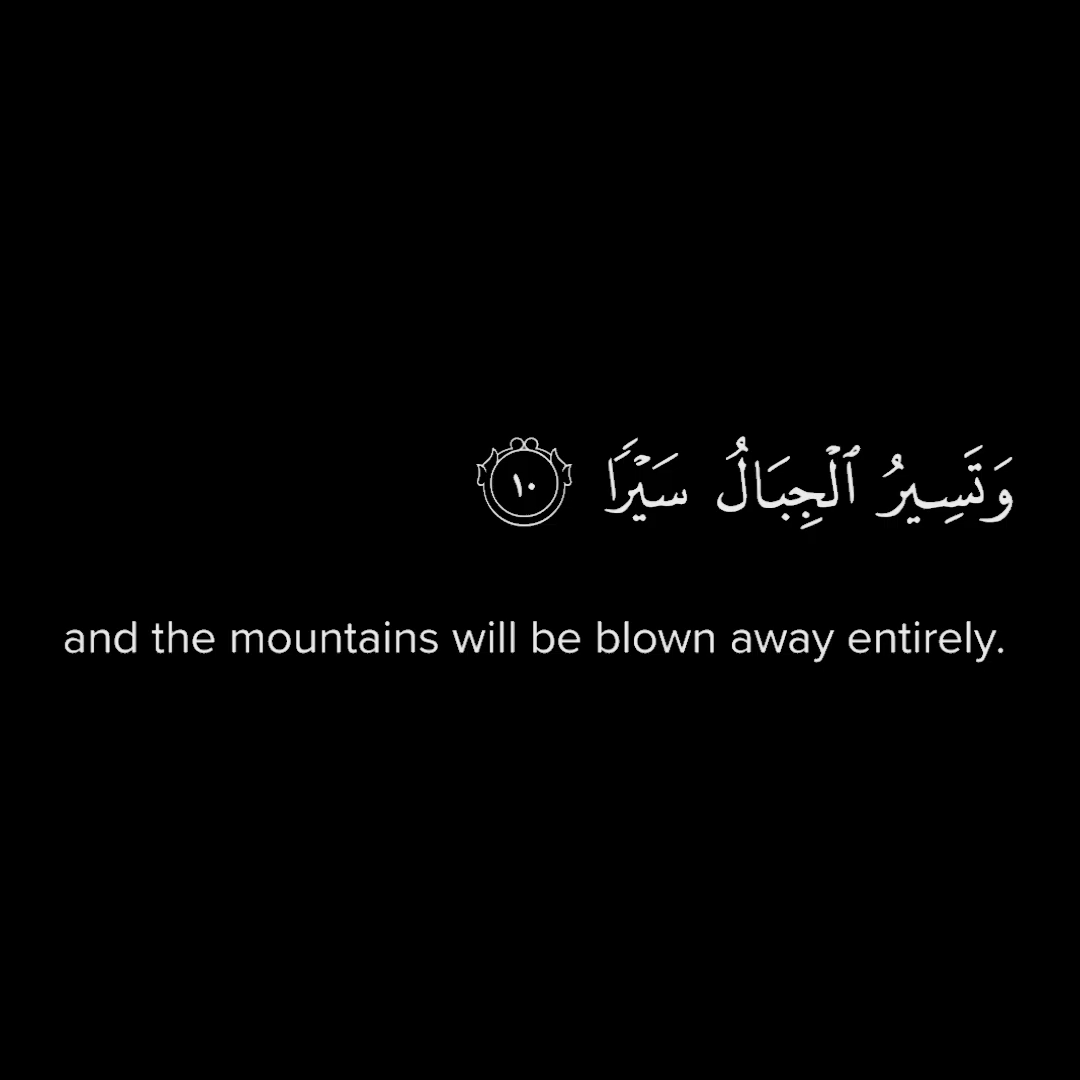 وَتَسِيرُ ٱلْجِبَالُ سَيْرًا ١٠
and the mountains will be blown away entirely.